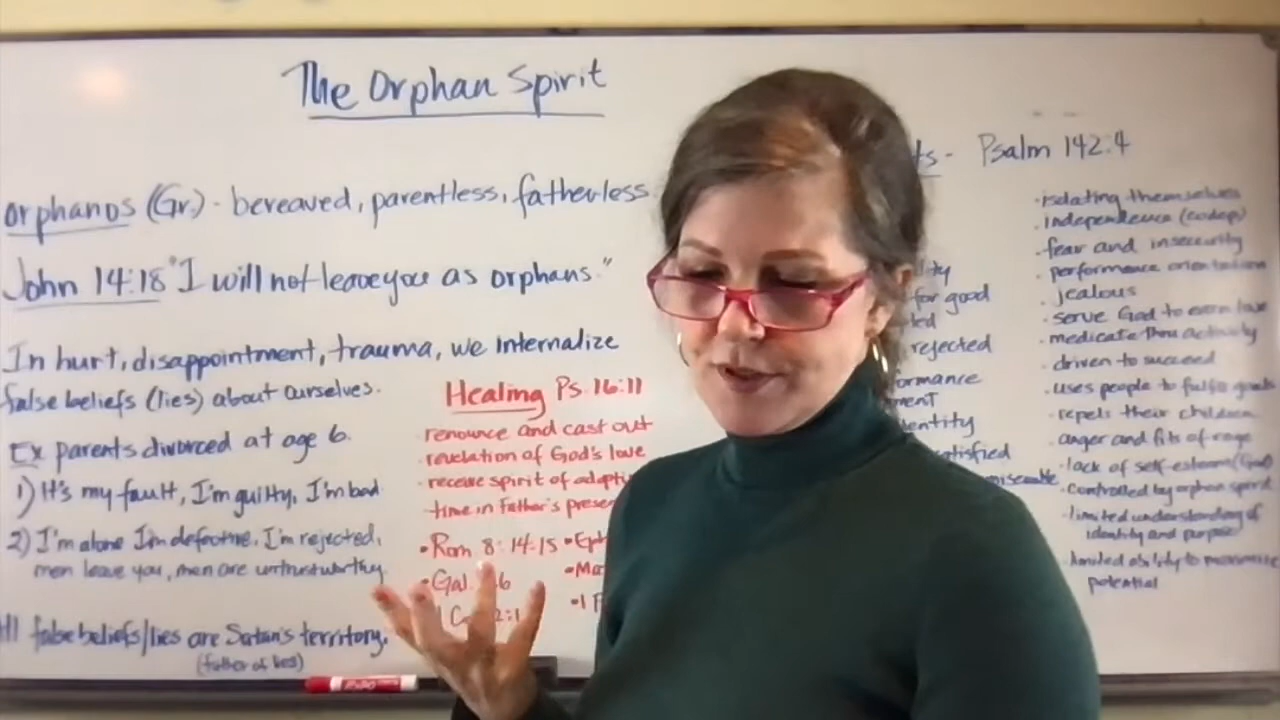 The Orphan Spirit
orphanos (Gr.) - bereaved, parentless, fatherless
John 14:18 "I will not leave you as orphans."
In hurt, disappointment, trauma, we internalize
false beliefs (lies) about ourselves.
Ex parents divorced at age 6.
1) It's my fault, I'm guilty, I'm bad
2) I'm alone I'm defective, I'm rejected,
men leave you, men are untrustworthy
false beliefs/lies are Satan's territory.
(father of lies)
Healing Ps. 16:11
renounce and cast out
revelation of God's love
receive spirit of
time in Father's
Rom 8:14-15
Gal.
Psalm 142:4
for good
rejected
isolating themselves
independence (codep)
fear and insecurity
performance
jealous
serve God to earn love
medicate thru activity
driven to succeed
uses people to fulfill goals
repels their children
anger and fits of rage
lack of self-esteem
controlled by orphan spirit
limited understanding of
identity and purpose
limited ability to maximize
potential